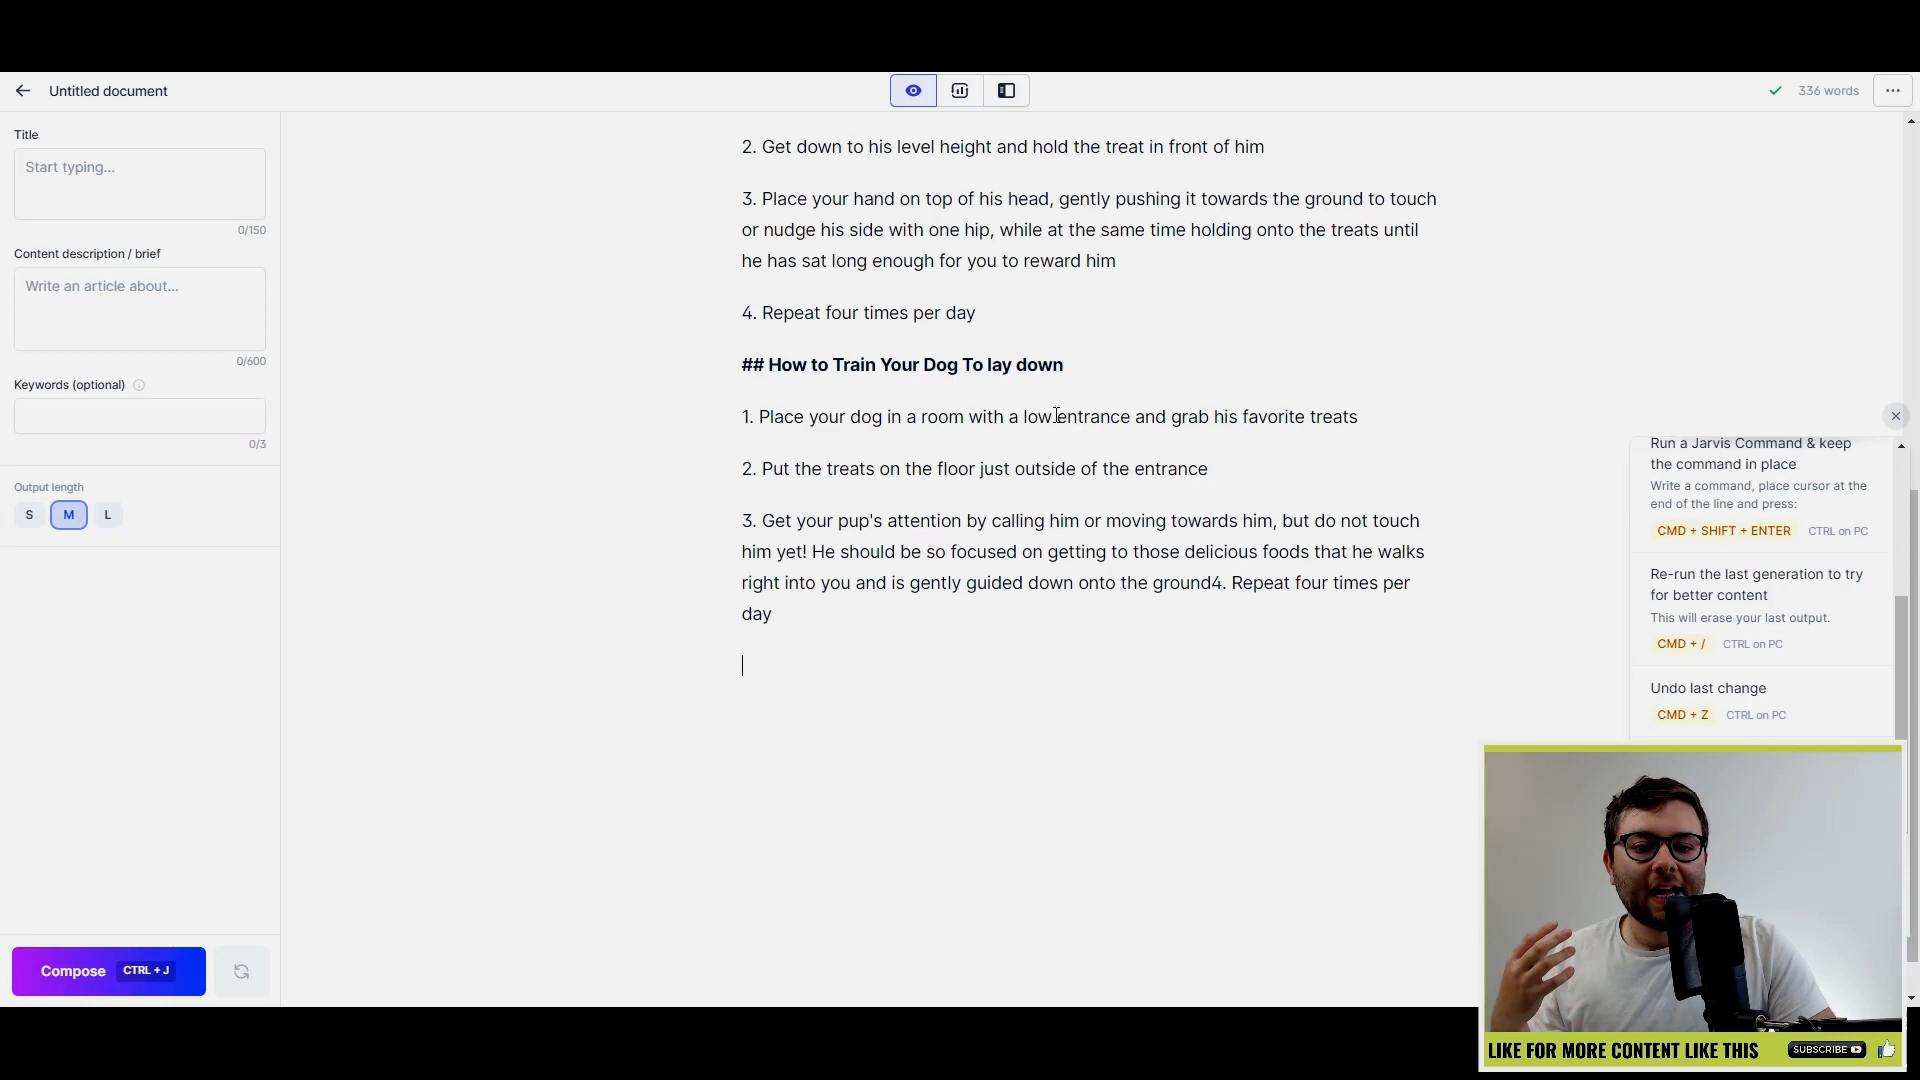 Untitled document
336 words
Title
Start typing...
0/150
Content description / brief
Write an article about...
0/600
Keywords (optional)
0/3
Output length
S M L
Compose CTRL + J
2. Get down to his level height and hold the treat in front of him
3. Place your hand on top of his head, gently pushing it towards the ground to touch
or nudge his side with one hip, while at the same time holding onto the treats until
he has sat long enough for you to reward him
4. Repeat four times per day
## How to Train Your Dog To lay down
1. Place your dog in a room with a low entrance and grab his favorite treats
2. Put the treats on the floor just outside of the entrance
3. Get your pup's attention by calling him or moving towards him, but do not touch
him yet! He should be so focused on getting to those delicious foods that he walks
right into you and is gently guided down onto the ground4. Repeat four times per
day
Run a Jarvis Command & keep
the command in place
Write a command, place cursor at the
end of the line and press:
CMD + SHIFT + ENTER CTRL on PC
Re-run the last generation to try
for better content
This will erase your last output.
CMD + / CTRL on PC
Undo last change
CMD + Z CTRL on PC
LIKE FOR MORE CONTENT LIKE THIS SUBSCRIBE